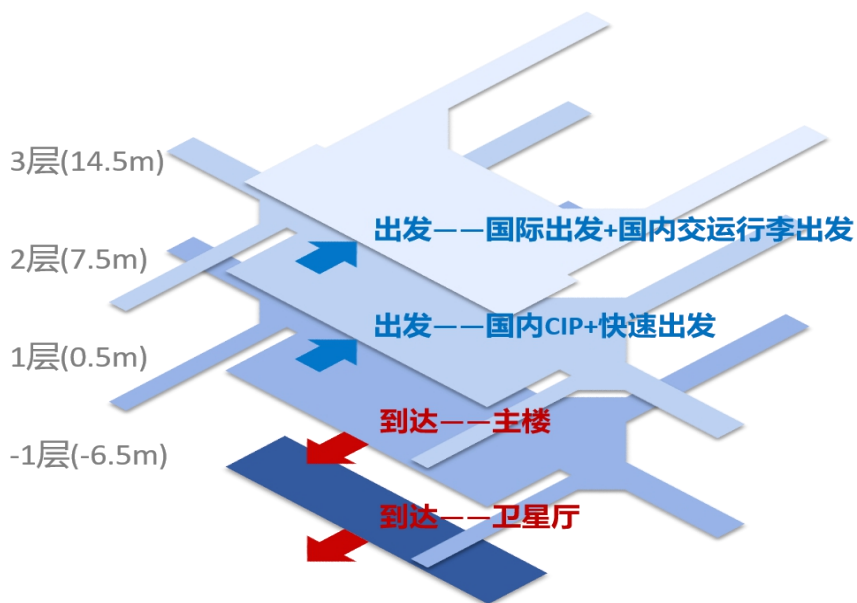 3层(14.5m)
出发——国际出发+国内交运行李出发
2层(7.5m)
出发——国内CIP+快速出发
1层(0.5m)
到达——主楼
-1层(-6.5m)
到达——卫星厅